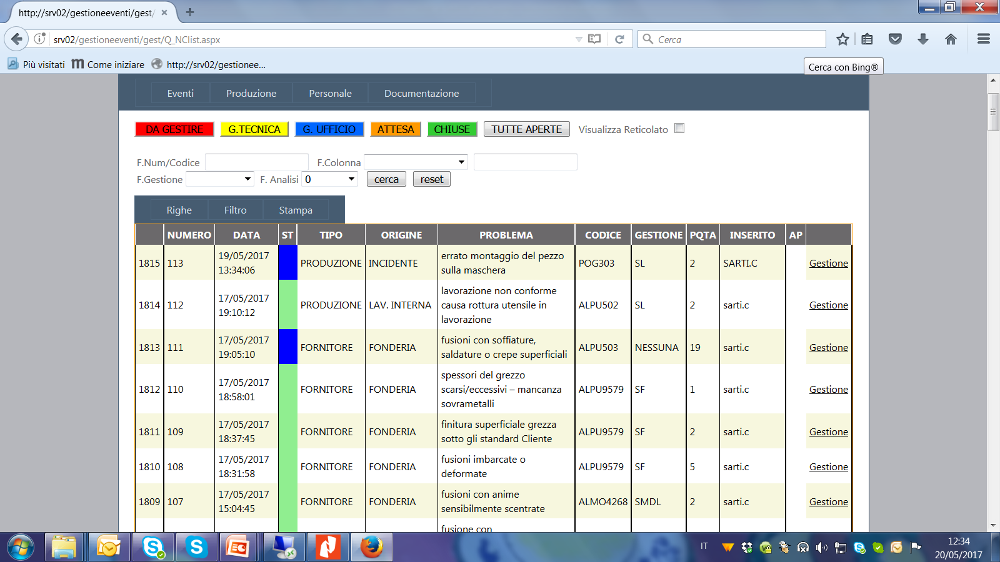 http://srv02/gestioneeventi/gest/
srv02/gestioneeventi/gest/Q_NClist.aspx
Cerca
Più visitati
Come iniziare
http://srv02/gestionee...
Cerca con Bing®
Eventi Produzione Personale Documentazione
DA GESTIRE G.TECNICA G. UFFICIO ATTESA CHIUSE TUTTE APERTE Visualizza Reticolato
F.Num/Codice F.Colonna
F.Gestione F. Analisi 0 cerca reset
Righe Filtro Stampa
NUMERO DATA ST TIPO ORIGINE PROBLEMA CODICE GESTIONE PQTA INSERITO AP
1815 113 19/05/2017 13:34:06 PRODUZIONE INCIDENTE errato montaggio del pezzo sulla maschera POG303 SL 2 SARTI.C Gestione
1814 112 17/05/2017 19:10:12 PRODUZIONE LAV. INTERNA lavorazione non conforme causa rottura utensile in lavorazione ALPU502 SL 2 sarti.c Gestione
1813 111 17/05/2017 19:05:10 FORNITORE FONDERIA fusioni con soffiature, saldature o crepe superficiali ALPU503 NESSUNA 19 sarti.c Gestione
1812 110 17/05/2017 18:58:01 FORNITORE FONDERIA spessori del grezzo scarsi/eccessivi – mancanza sovrametalli ALPU9579 SF 1 sarti.c Gestione
1811 109 17/05/2017 18:37:45 FORNITORE FONDERIA finitura superficiale grezza sotto gli standard Cliente ALPU9579 SF 2 sarti.c Gestione
1810 108 17/05/2017 18:31:58 FORNITORE FONDERIA fusioni imbarcate o deformate ALPU9579 SF 5 sarti.c Gestione
1809 107 17/05/2017 15:04:45 FORNITORE FONDERIA fusioni con anime sensibilmente scentrate ALMO4268 SMDL 2 sarti.c Gestione
fusione con
IT
12:34
20/05/2017